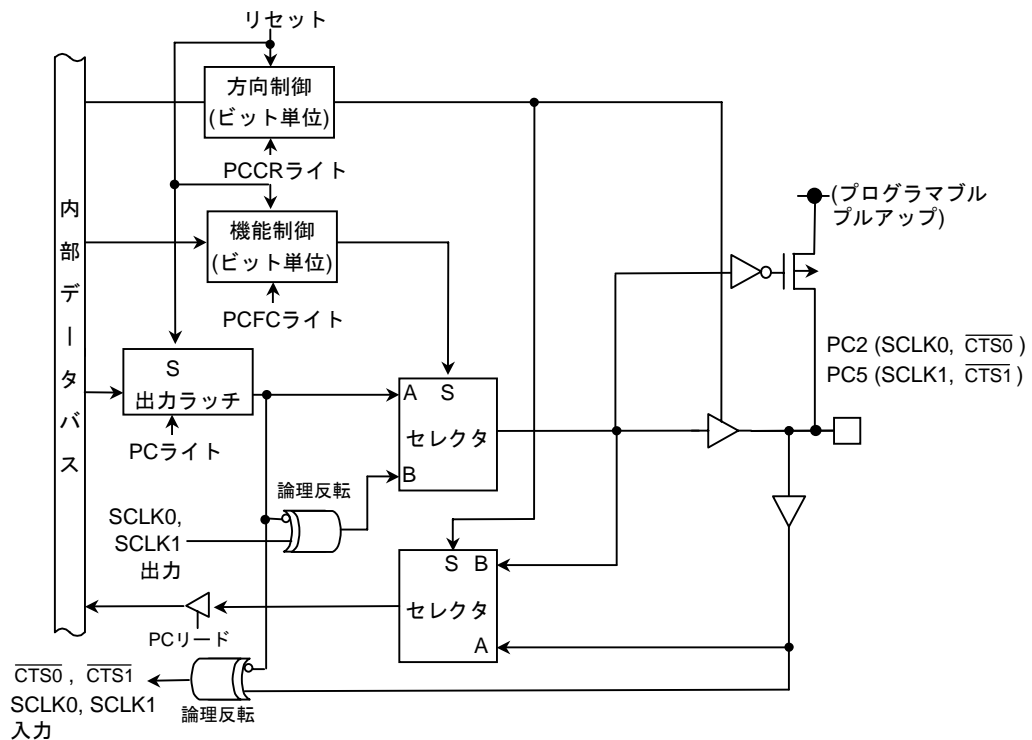 リセット
方向制御
(ビット単位)
PCCRライト
(プログラマブル
プルアップ)
内部データバス
機能制御
(ビット単位)
PCFCライト
PC2 (SCLK0, CTS0 )
PC5 (SCLK1, CTS1 )
S
出力ラッチ
PCライト
A S
セレクタ
B
論理反転
SCLK0,
SCLK1
出力
S B
セレクタ
A
PCリード
CTS0 , CTS1
SCLK0, SCLK1
入力
論理反転